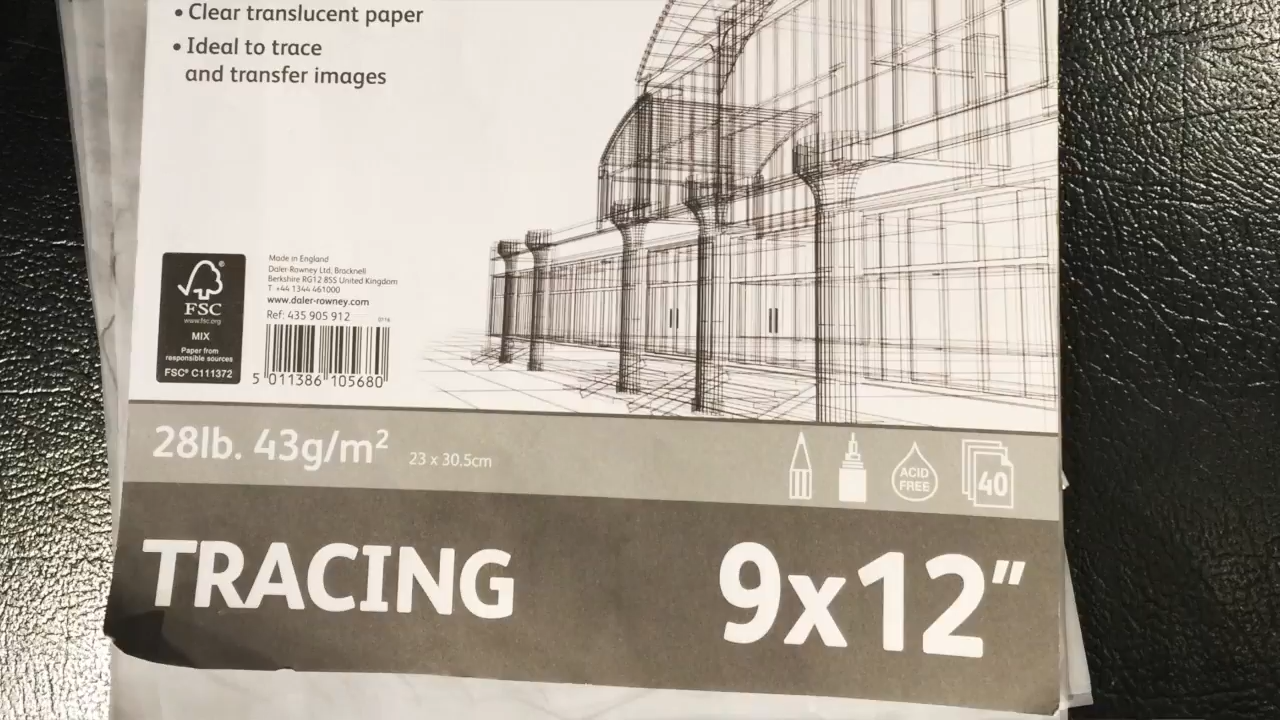 • Clear translucent paper
• Ideal to trace
and transfer images
FSC
www.fsc.org
MIX
Paper from
responsible sources
FSC® C111372
Made in England
Daler-Rowney Ltd, Bracknell
Berkshire RG12 8SS United Kingdom
T +44 1344 461000
www.daler-rowney.com
Ref: 435 905 912
0116
5 011386 105680
28lb. 43g/m²
23 x 30.5cm
ACID
FREE
40
TRACING
9x12"